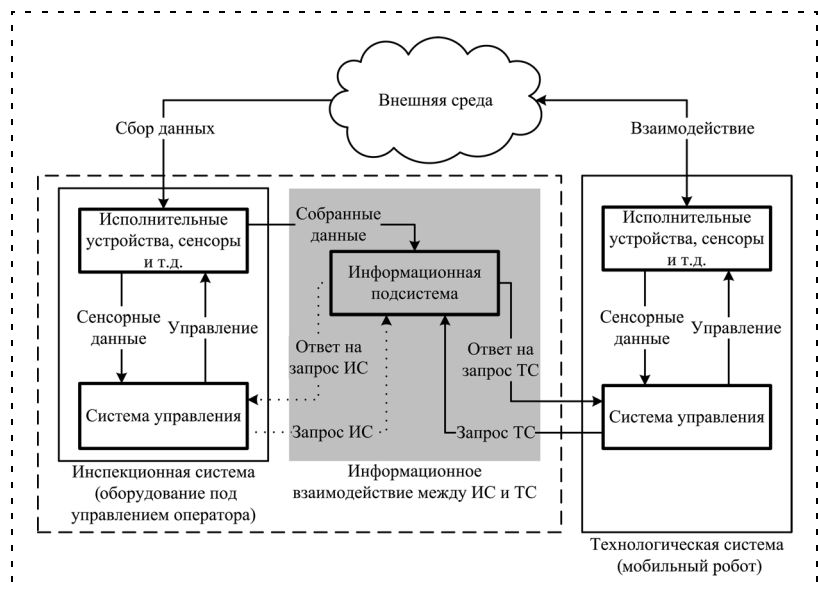 Внешняя среда
Сбор данных
Взаимодействие
Исполнительные
устройства, сенсоры
и т.д.
Собранные
данные
Информационная
подсистема
Исполнительные
устройства, сенсоры
и т.д.
Сенсорные
данные
Управление
Ответ на
запрос ИС
Ответ на
запрос ТС
Сенсорные
данные
Управление
Система управления
Запрос ИС
Запрос ТС
Система управления
Инспекционная система
(оборудование под
управлением оператора)
Информационное
взаимодействие между ИС и ТС
Технологическая система
(мобильный робот)